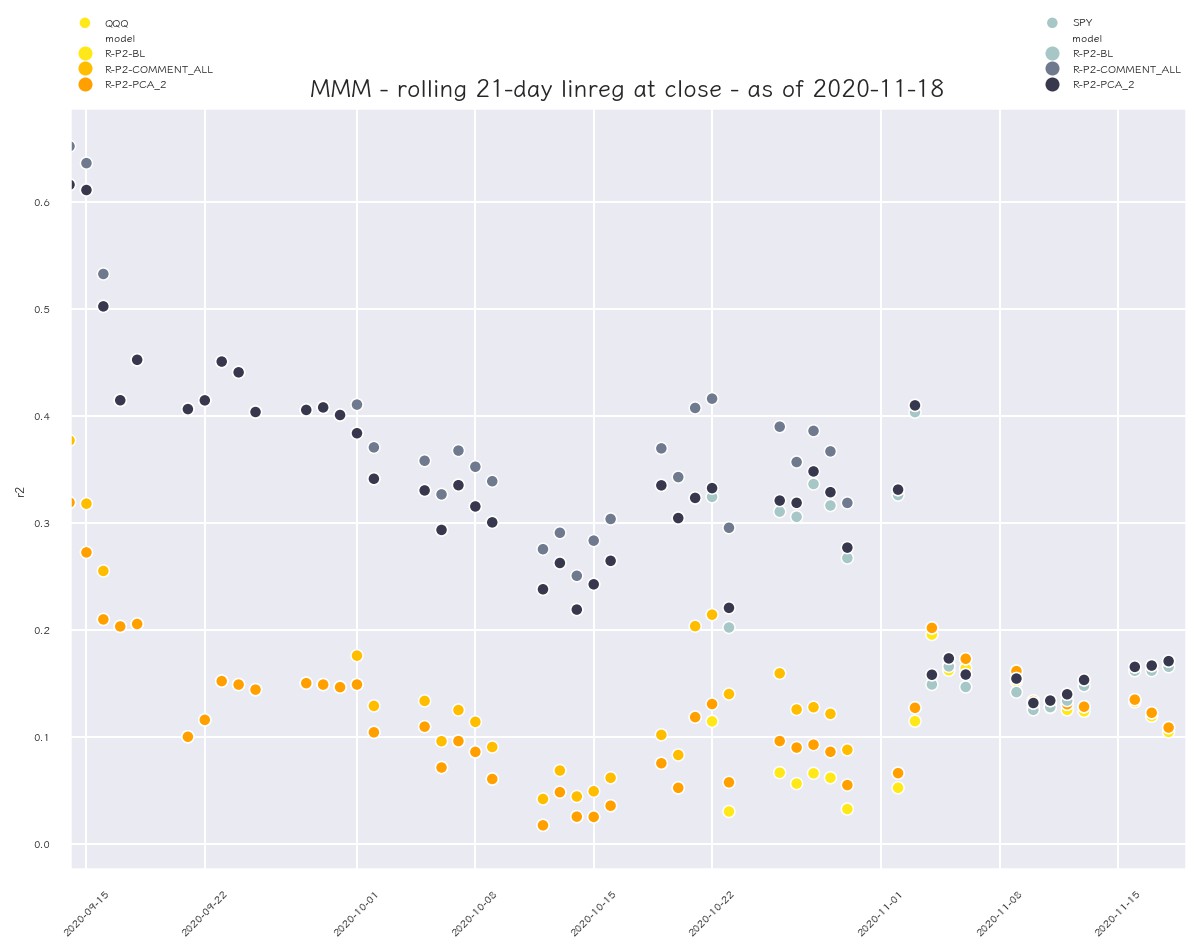 QQQ
model
R-P2-BL
R-P2-COMMENT_ALL
R-P2-PCA_2
SPY
model
R-P2-BL
R-P2-COMMENT_ALL
R-P2-PCA_2
MMM - rolling 21-day linreg at close - as of 2020-11-18
r2
0.6
0.5
0.4
0.3
0.2
0.1
0.0
2020-09-15
2020-09-22
2020-10-01
2020-10-08
2020-10-15
2020-10-22
2020-11-01
2020-11-08
2020-11-15